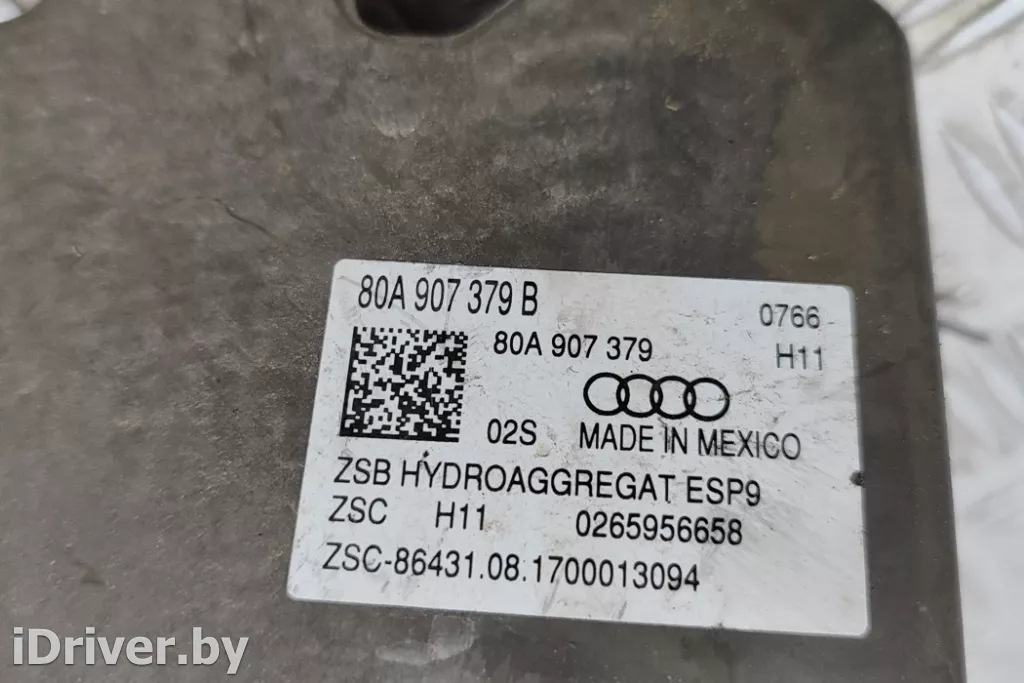 80A 907 379 B
0766
80A 907 379
H11
02S MADE IN MEXICO
ZSB HYDROAGGREGAT ESP9
ZSC H11 0265956658
ZSC-86431.08.1700013094
iDriver.by